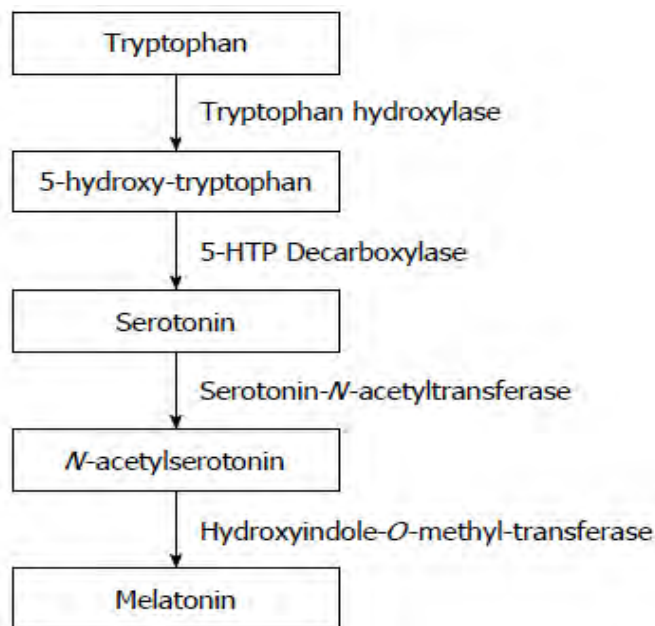 Tryptophan
Tryptophan hydroxylase
5-hydroxy-tryptophan
5-HTP Decarboxylase
Serotonin
Serotonin-N-acetyltransferase
N-acetylserotonin
Hydroxyindole-O-methyl-transferase
Melatonin